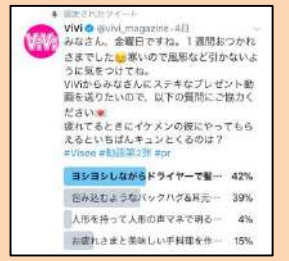 固定されたツイート
ViVi @vivi_magazine・4日
みなさん、金曜日ですね。1週間おつかれ
さまでした😊寒いので風邪など引かないよ
うに気をつけてね。
ViViからみなさんにステキなプレゼント動
画を送りたいので、以下の質問にご協力く
ださい💌
疲れてるときにイケメンの彼にやってもら
えるといちばんキュンとくるのは？
#Visee #動画第2弾 #pr
ヨシヨシしながらドライヤーで髪… 42%
包み込むようなバックハグ&耳元… 39%
人形を持って人形の声マネで明る… 4%
お疲れさまと美味しい手料理を作… 15%